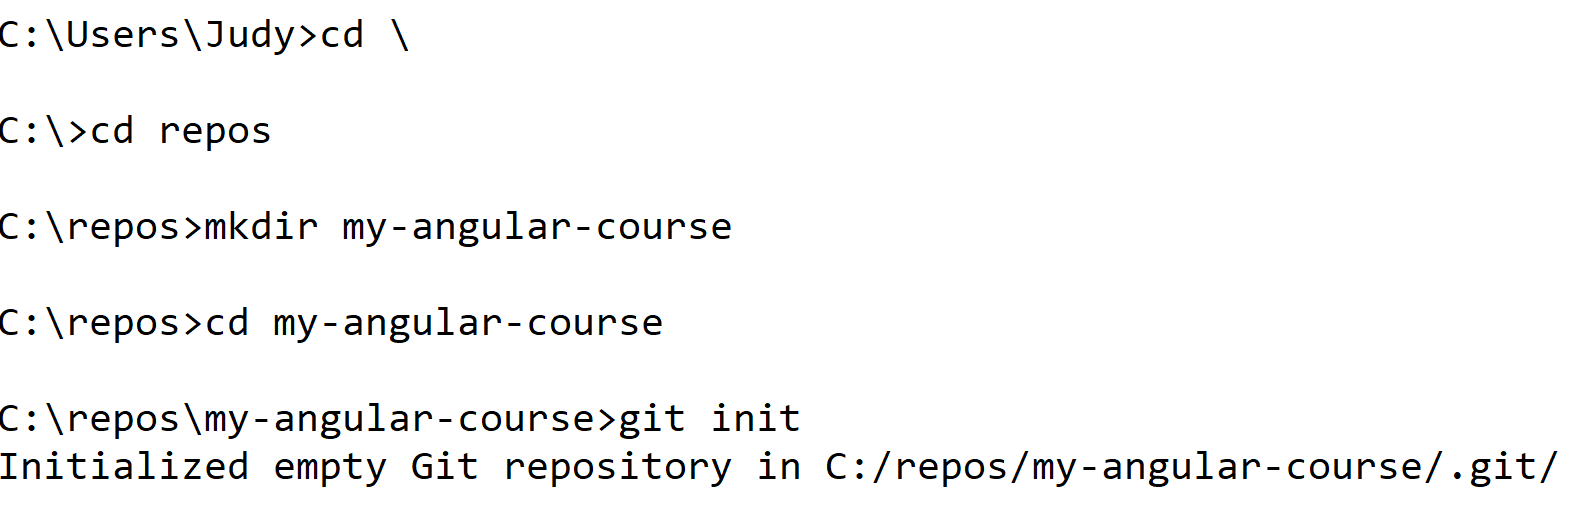 C:\Users\Judy>cd \
C:\>cd repos
C:\repos>mkdir my-angular-course
C:\repos>cd my-angular-course
C:\repos\my-angular-course>git init
Initialized empty Git repository in C:/repos/my-angular-course/.git/